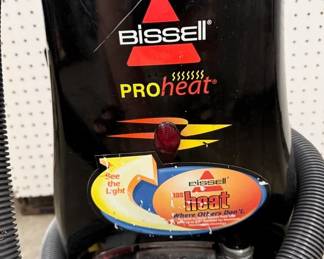 BISSELL
PROheat®
See
the
Light
BISSELL
heat
Where Others Don't.